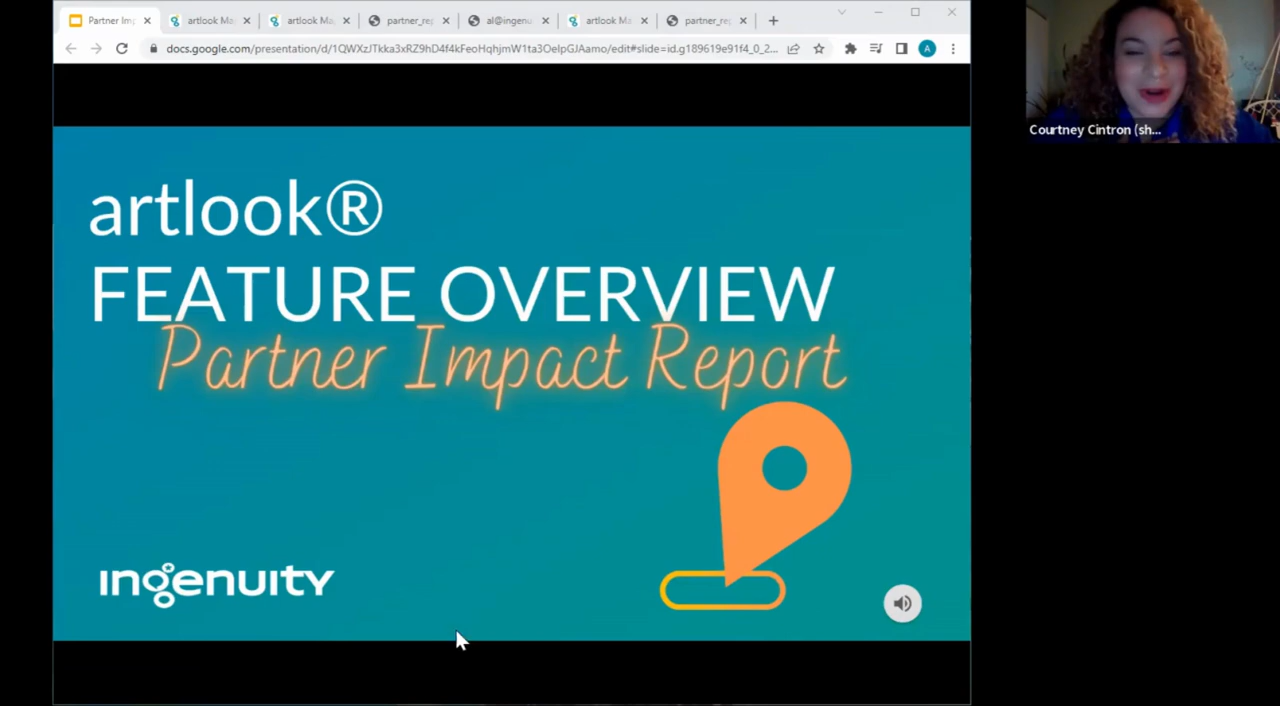 Partner Imp
artlook Ma
artlook Ma
partner_re
al@ingenu
artlook Ma
partner_re
docs.google.com/presentation/d/1QWXzJTkka3xRZ9hD4f4kFeoHqhjmW1ta3OelpGJAamo/edit#slide=id.g189619e91f4_0_2...
A
Courtney Cintron (sh...
artlook®
FEATURE OVERVIEW
Partner Impact Report
ingenuity